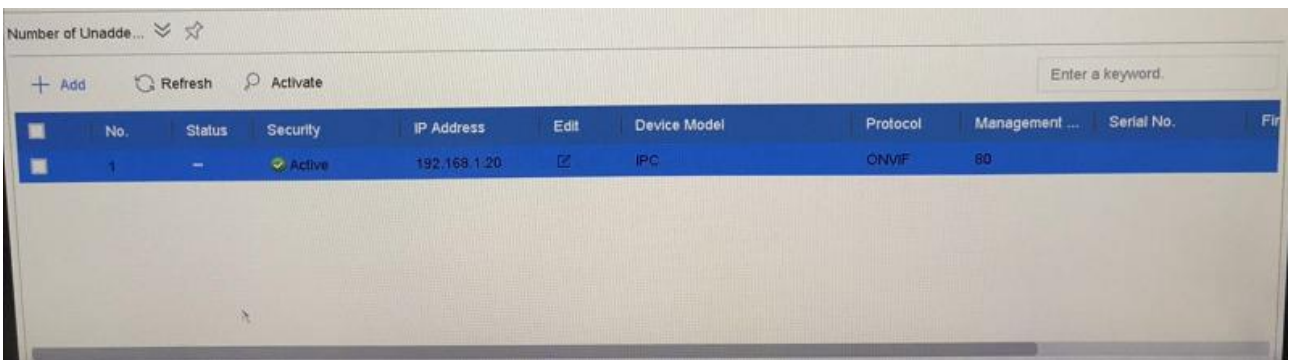 Number of Unadde...
Add Refresh Activate Enter a keyword.
No. Status Security IP Address Edit Device Model Protocol Management ... Serial No. Fir
1 – Active 192.168.1.20 IPC ONVIF 80